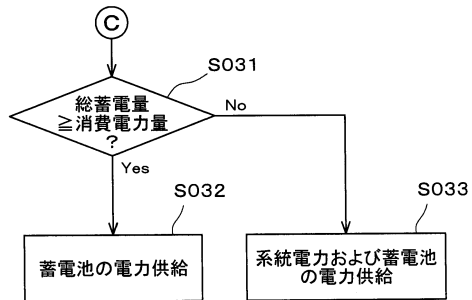 C
S031
総蓄電量
≧消費電力量
?
No
Yes
S032
S033
蓄電池の電力供給
系統電力および蓄電池
の電力供給